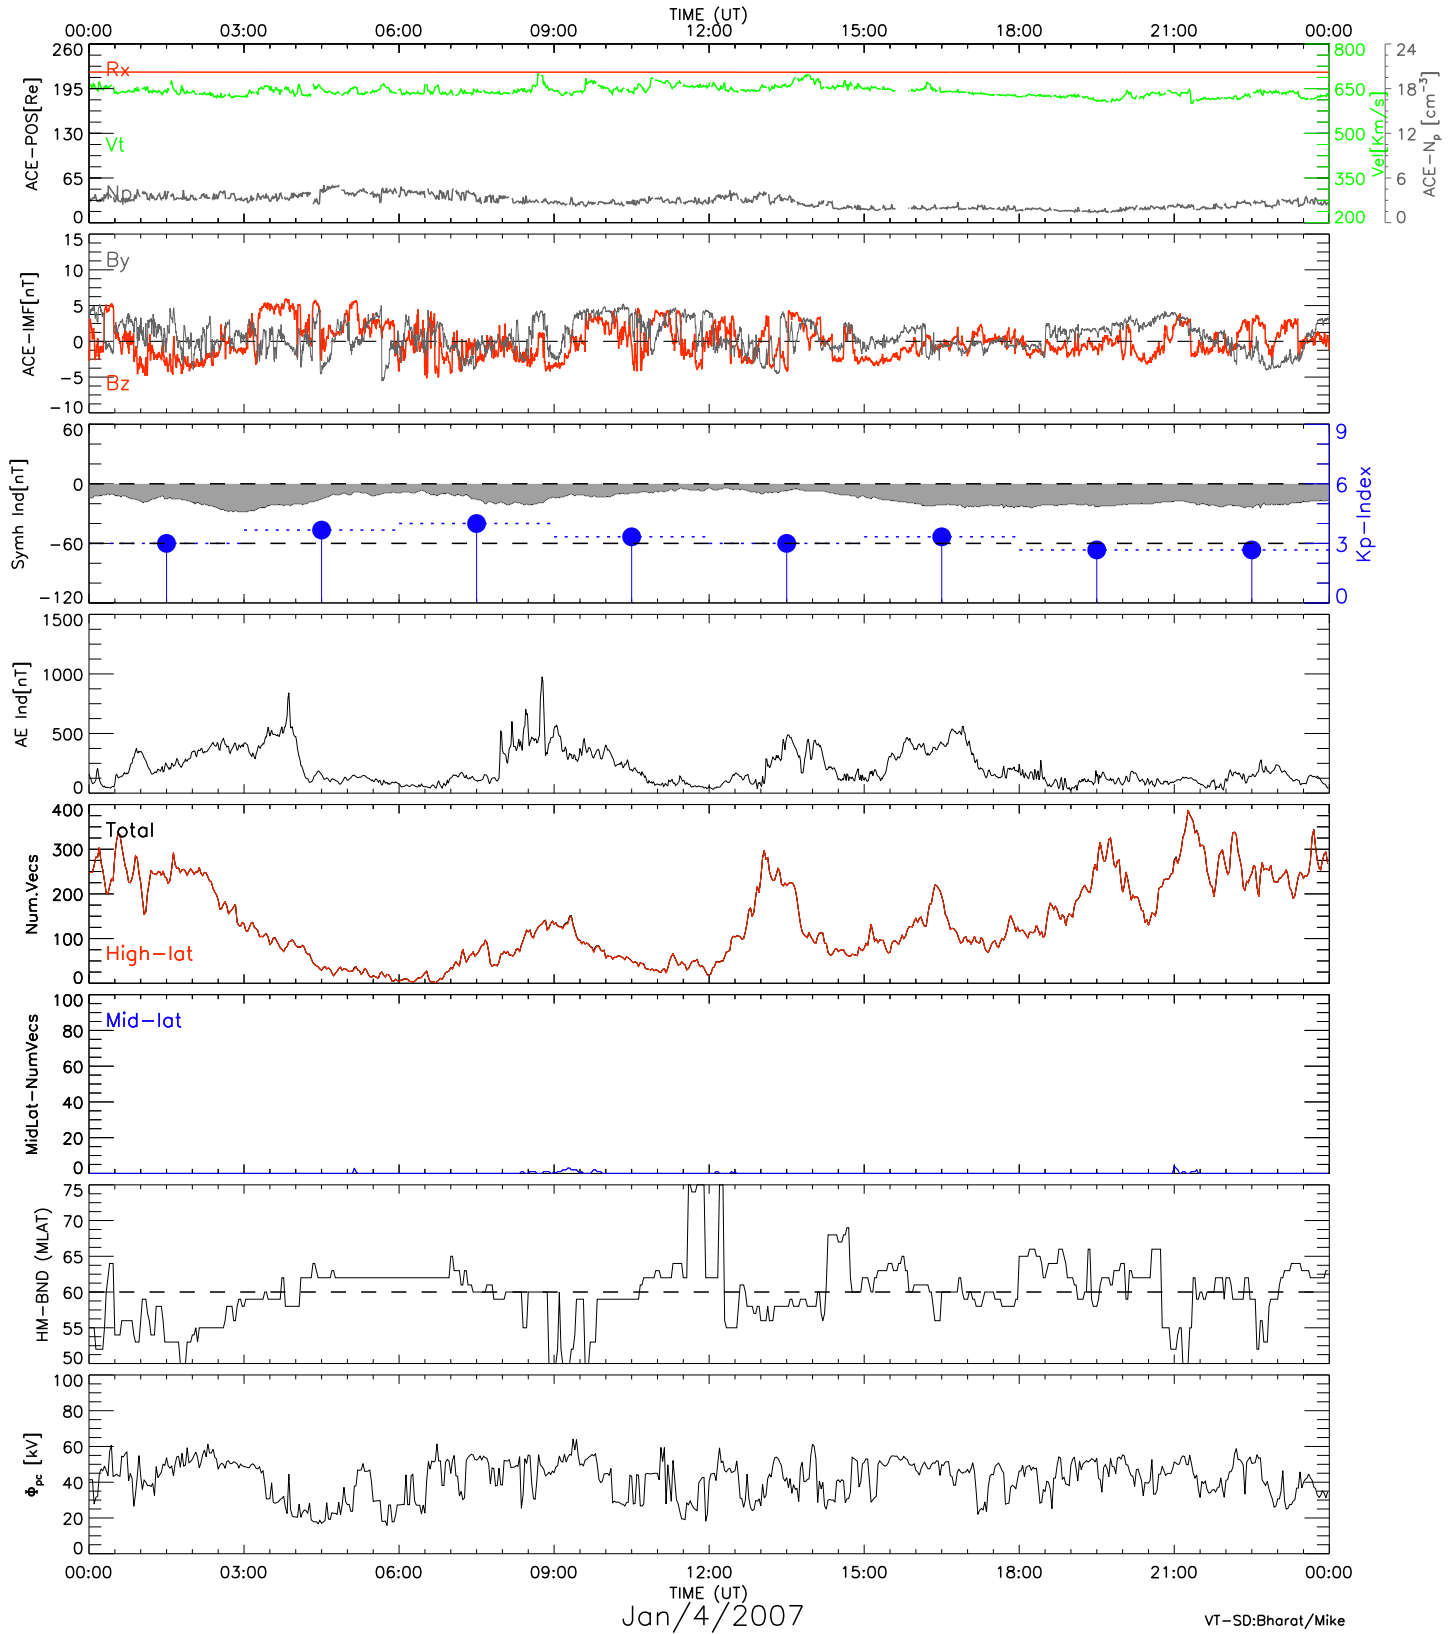 TIME (UT)
00:00 03:00 06:00 09:00 12:00 15:00 18:00 21:00 00:00
260
195
130
65
0
ACE-POS[Re]
Rx
Vt
Np
800
650
500
350
200
Vel[Km/s]
24
18
12
6
0
ACE-Np [cm⁻³]
15
10
5
0
-5
-10
ACE-IMF[nT]
By
Bz
60
0
-60
-120
Symh Ind[nT]
9
6
3
0
Kp-Index
1500
1000
500
0
AE Ind[nT]
400
300
200
100
0
Num.Vecs
Total
High-lat
100
80
60
40
20
0
MidLat-NumVecs
Mid-lat
75
70
65
60
55
50
HM-BND (MLAT)
100
80
60
40
20
0
Φpc [kV]
00:00 03:00 06:00 09:00 12:00 15:00 18:00 21:00 00:00
TIME (UT)
Jan/4/2007
VT-SD:Bharat/Mike